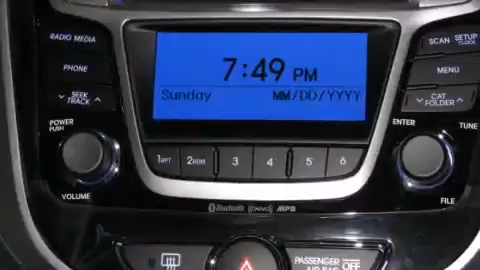 RADIO MEDIA
PHONE
SEEK
TRACK
POWER
PUSH
VOLUME
7:49 PM
Sunday MM/DD/YYYY
1RPT 2RDM 3 4 5 6
Bluetooth MP3
SCAN SETUP
CLOCK
MENU
CAT
FOLDER
ENTER TUNE
FILE
PASSENGER
AIR BAG OFF